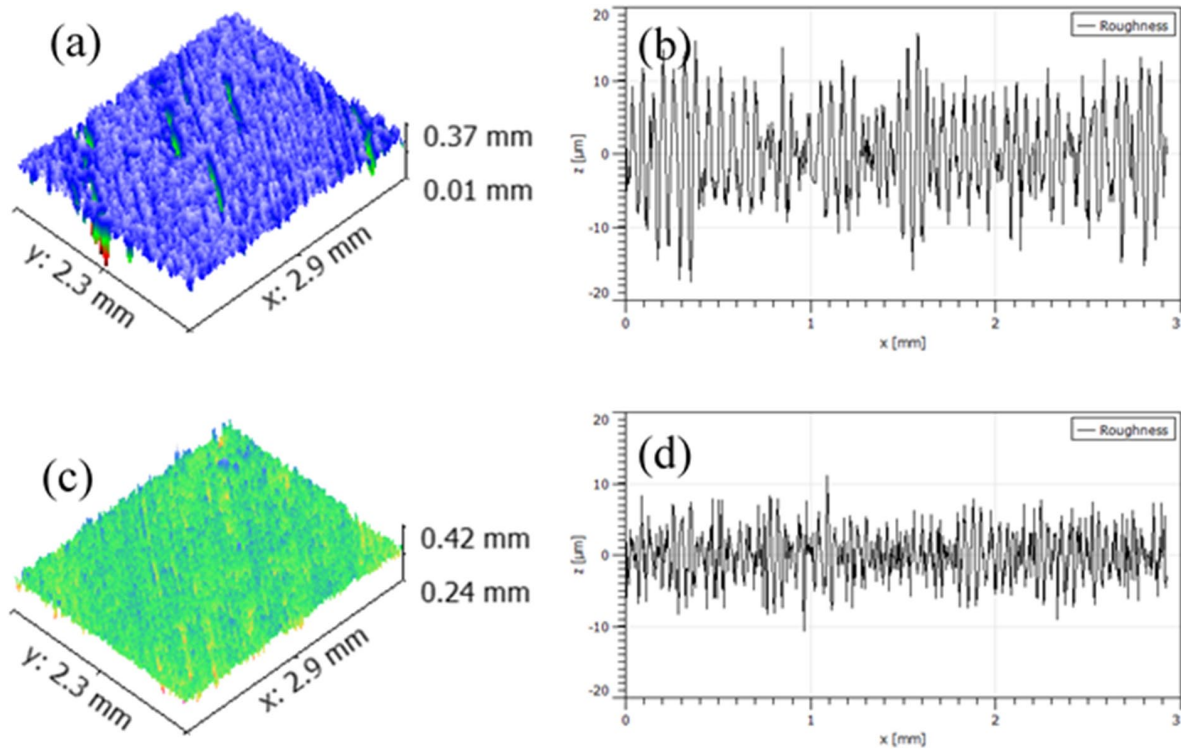 (a)
0.37 mm
0.01 mm
y: 2.3 mm
x: 2.9 mm
(b)
Roughness
20
10
0
-10
-20
z [µm]
0
1
2
3
x [mm]
(c)
0.42 mm
0.24 mm
y: 2.3 mm
x: 2.9 mm
(d)
Roughness
20
10
0
-10
-20
z [µm]
0
1
2
3
x [mm]